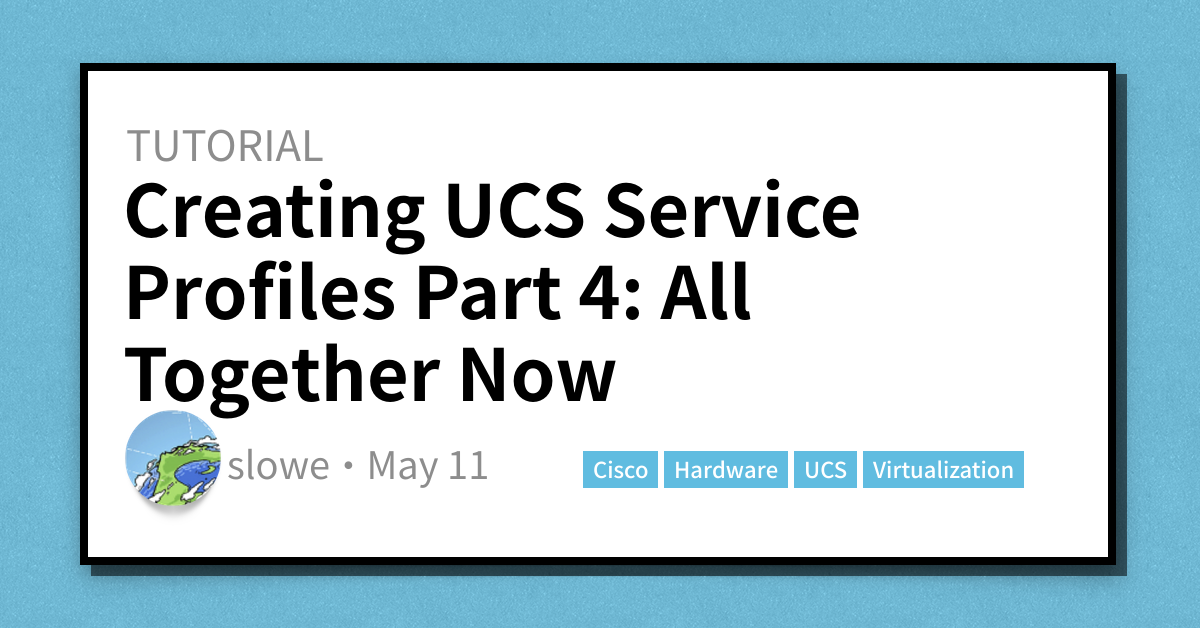 TUTORIAL
Creating UCS Service
Profiles Part 4: All
Together Now
slowe • May 11
Cisco Hardware UCS Virtualization